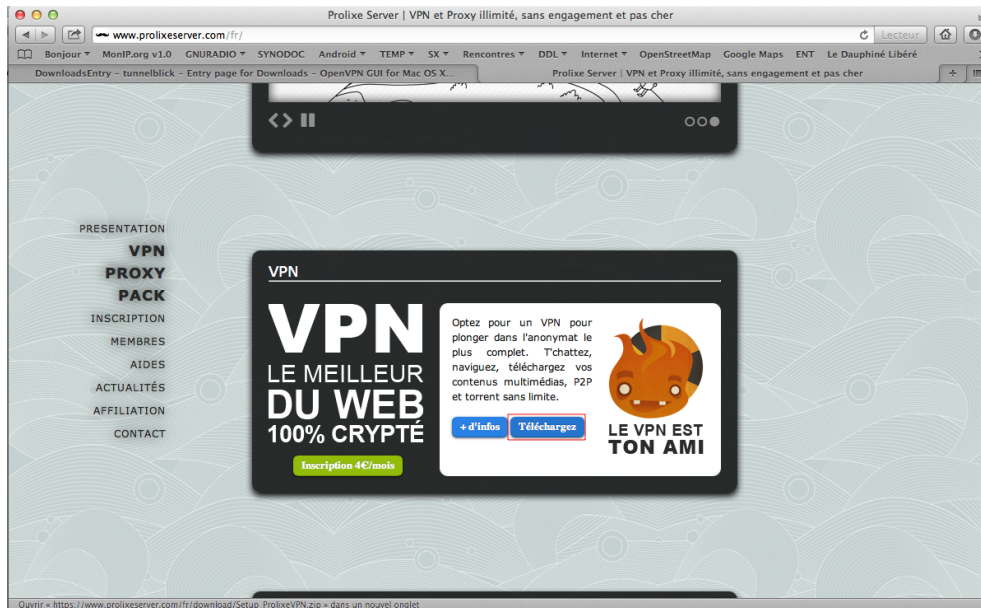 Prolixe Server | VPN et Proxy illimité, sans engagement et pas cher
www.prolixeserver.com/fr/
Lecteur
Bonjour MonIP.org v1.0 GNURADIO SYNODOC Android TEMP SX Rencontres DDL Internet OpenStreetMap Google Maps ENT Le Dauphiné Libéré
DownloadsEntry – tunnelblick – Entry page for Downloads – OpenVPN GUI for Mac OS X...
Prolixe Server | VPN et Proxy illimité, sans engagement et pas cher
PRESENTATION
VPN
PROXY
PACK
INSCRIPTION
MEMBRES
AIDES
ACTUALITÉS
AFFILIATION
CONTACT
VPN
VPN
LE MEILLEUR
DU WEB
100% CRYPTÉ
Inscription 4€/mois
Optez pour un VPN pour
plonger dans l'anonymat le
plus complet. T'chattez,
naviguez, téléchargez vos
contenus multimédias, P2P
et torrent sans limite.
+ d'infos
Téléchargez
LE VPN EST
TON AMI
Ouvrir « https://www.prolixeserver.com/fr/download/Setup_ProlixeVPN.zip » dans un nouvel onglet